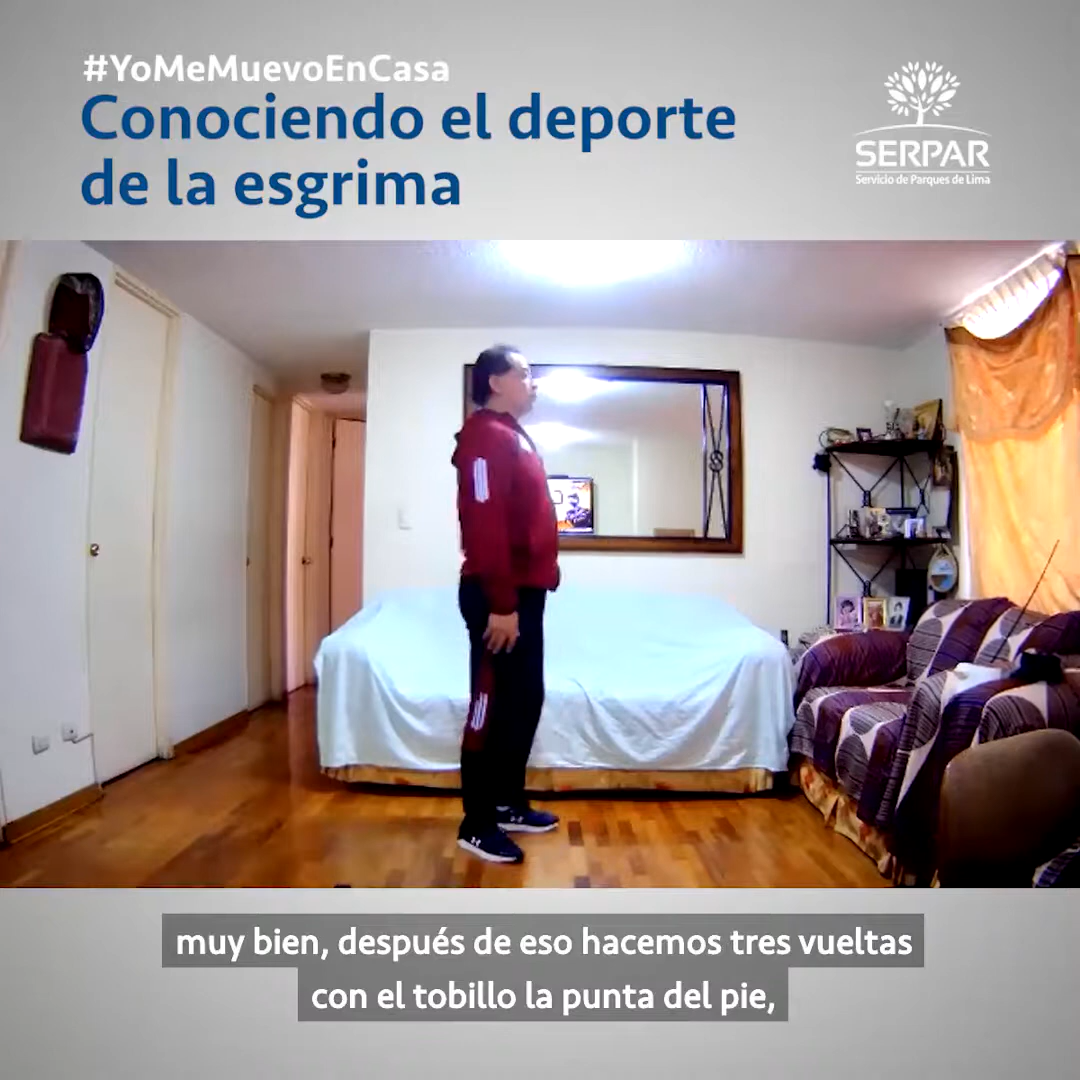 #YoMeMuevoEnCasa
Conociendo el deporte
de la esgrima
SERPAR
Servicio de Parques de Lima
muy bien, después de eso hacemos tres vueltas
con el tobillo la punta del pie,